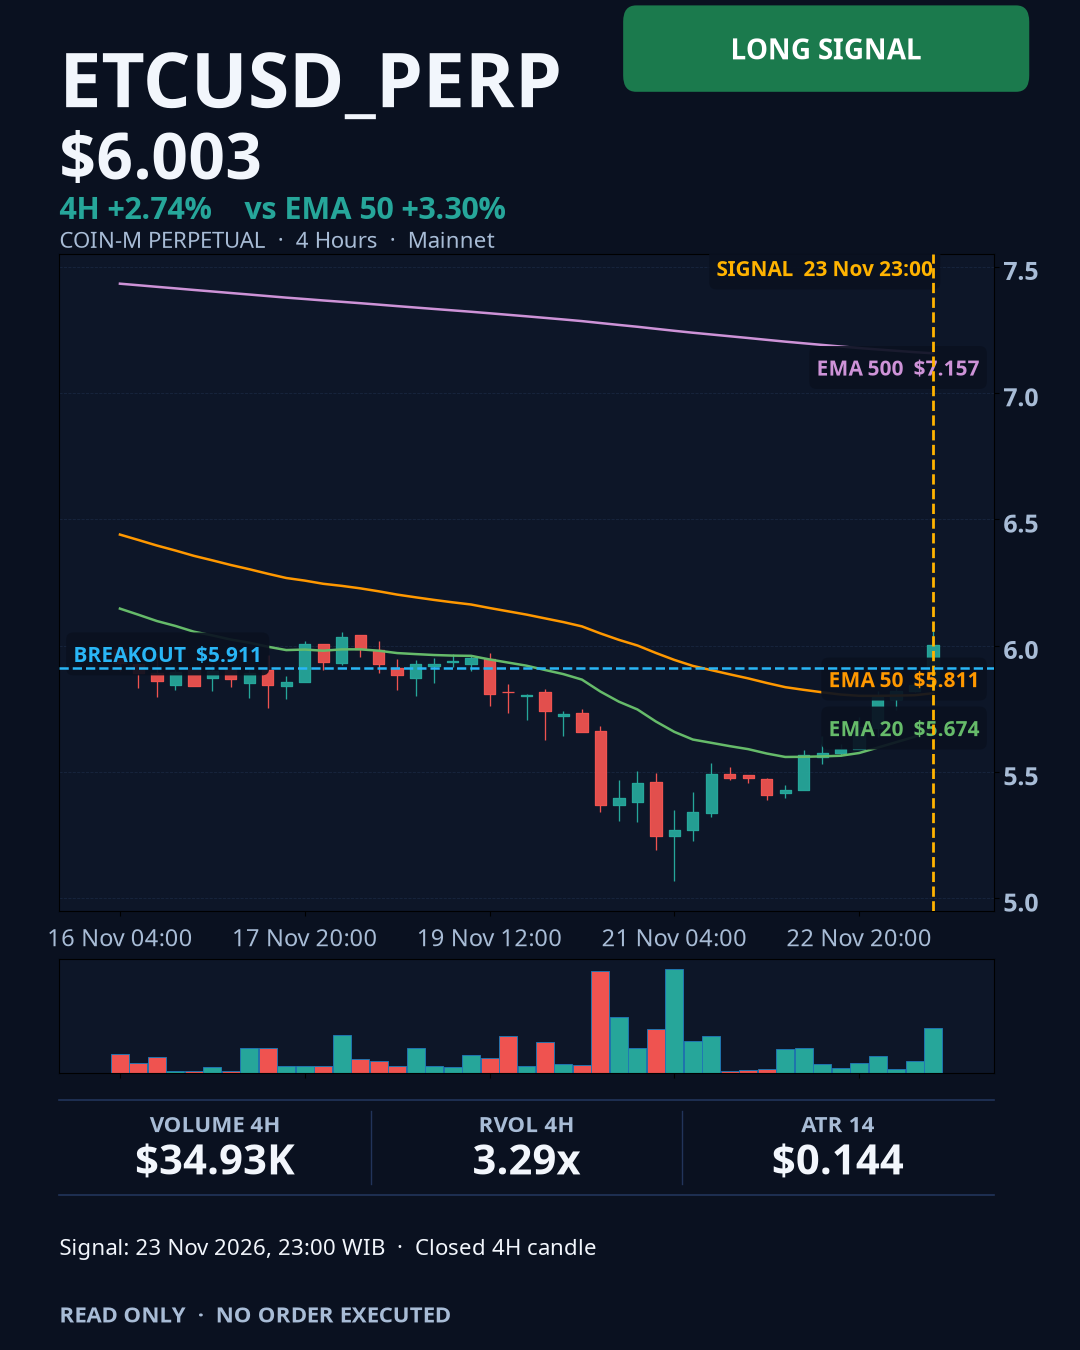 LONG SIGNAL
ETCUSD_PERP
$6.003
4H +2.74% vs EMA 50 +3.30%
COIN-M PERPETUAL · 4 Hours · Mainnet
SIGNAL 23 Nov 23:00
7.5
EMA 500 $7.157
7.0
6.5
6.0
BREAKOUT $5.911
EMA 50 $5.811
EMA 20 $5.674
5.5
5.0
16 Nov 04:00 17 Nov 20:00 19 Nov 12:00 21 Nov 04:00 22 Nov 20:00
VOLUME 4H RVOL 4H ATR 14
$34.93K 3.29x $0.144
Signal: 23 Nov 2026, 23:00 WIB · Closed 4H candle
READ ONLY · NO ORDER EXECUTED